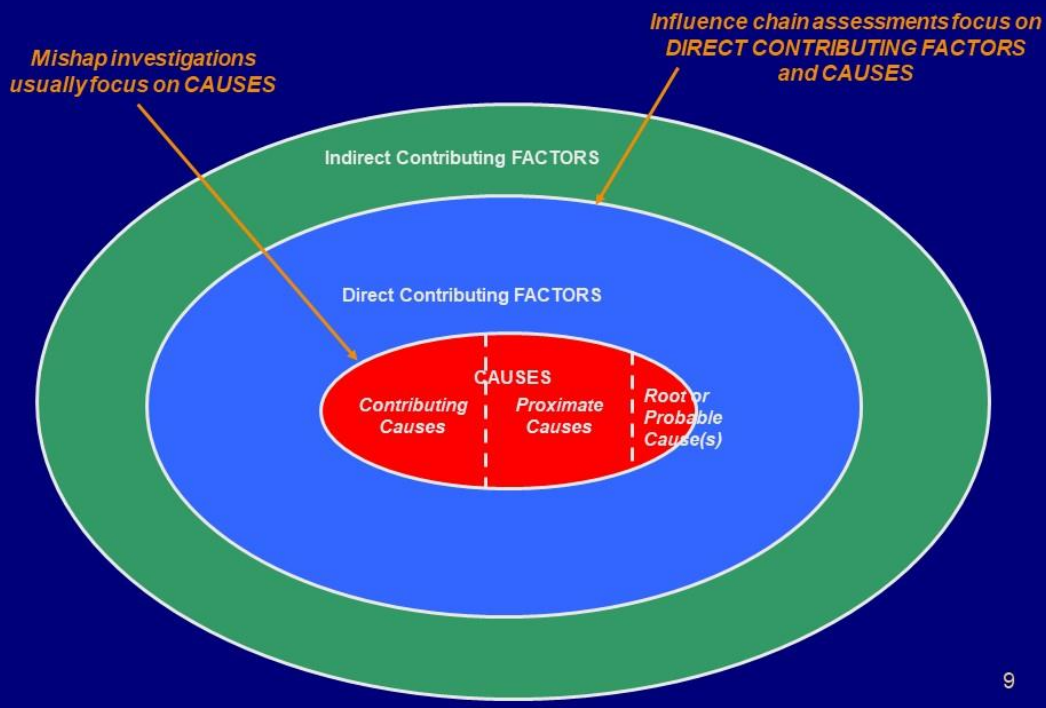 Mishap investigations
usually focus on CAUSES
Influence chain assessments focus on
DIRECT CONTRIBUTING FACTORS
and CAUSES
Indirect Contributing FACTORS
Direct Contributing FACTORS
CAUSES
Contributing
Causes
Proximate
Causes
Root or
Probable
Cause(s)
9